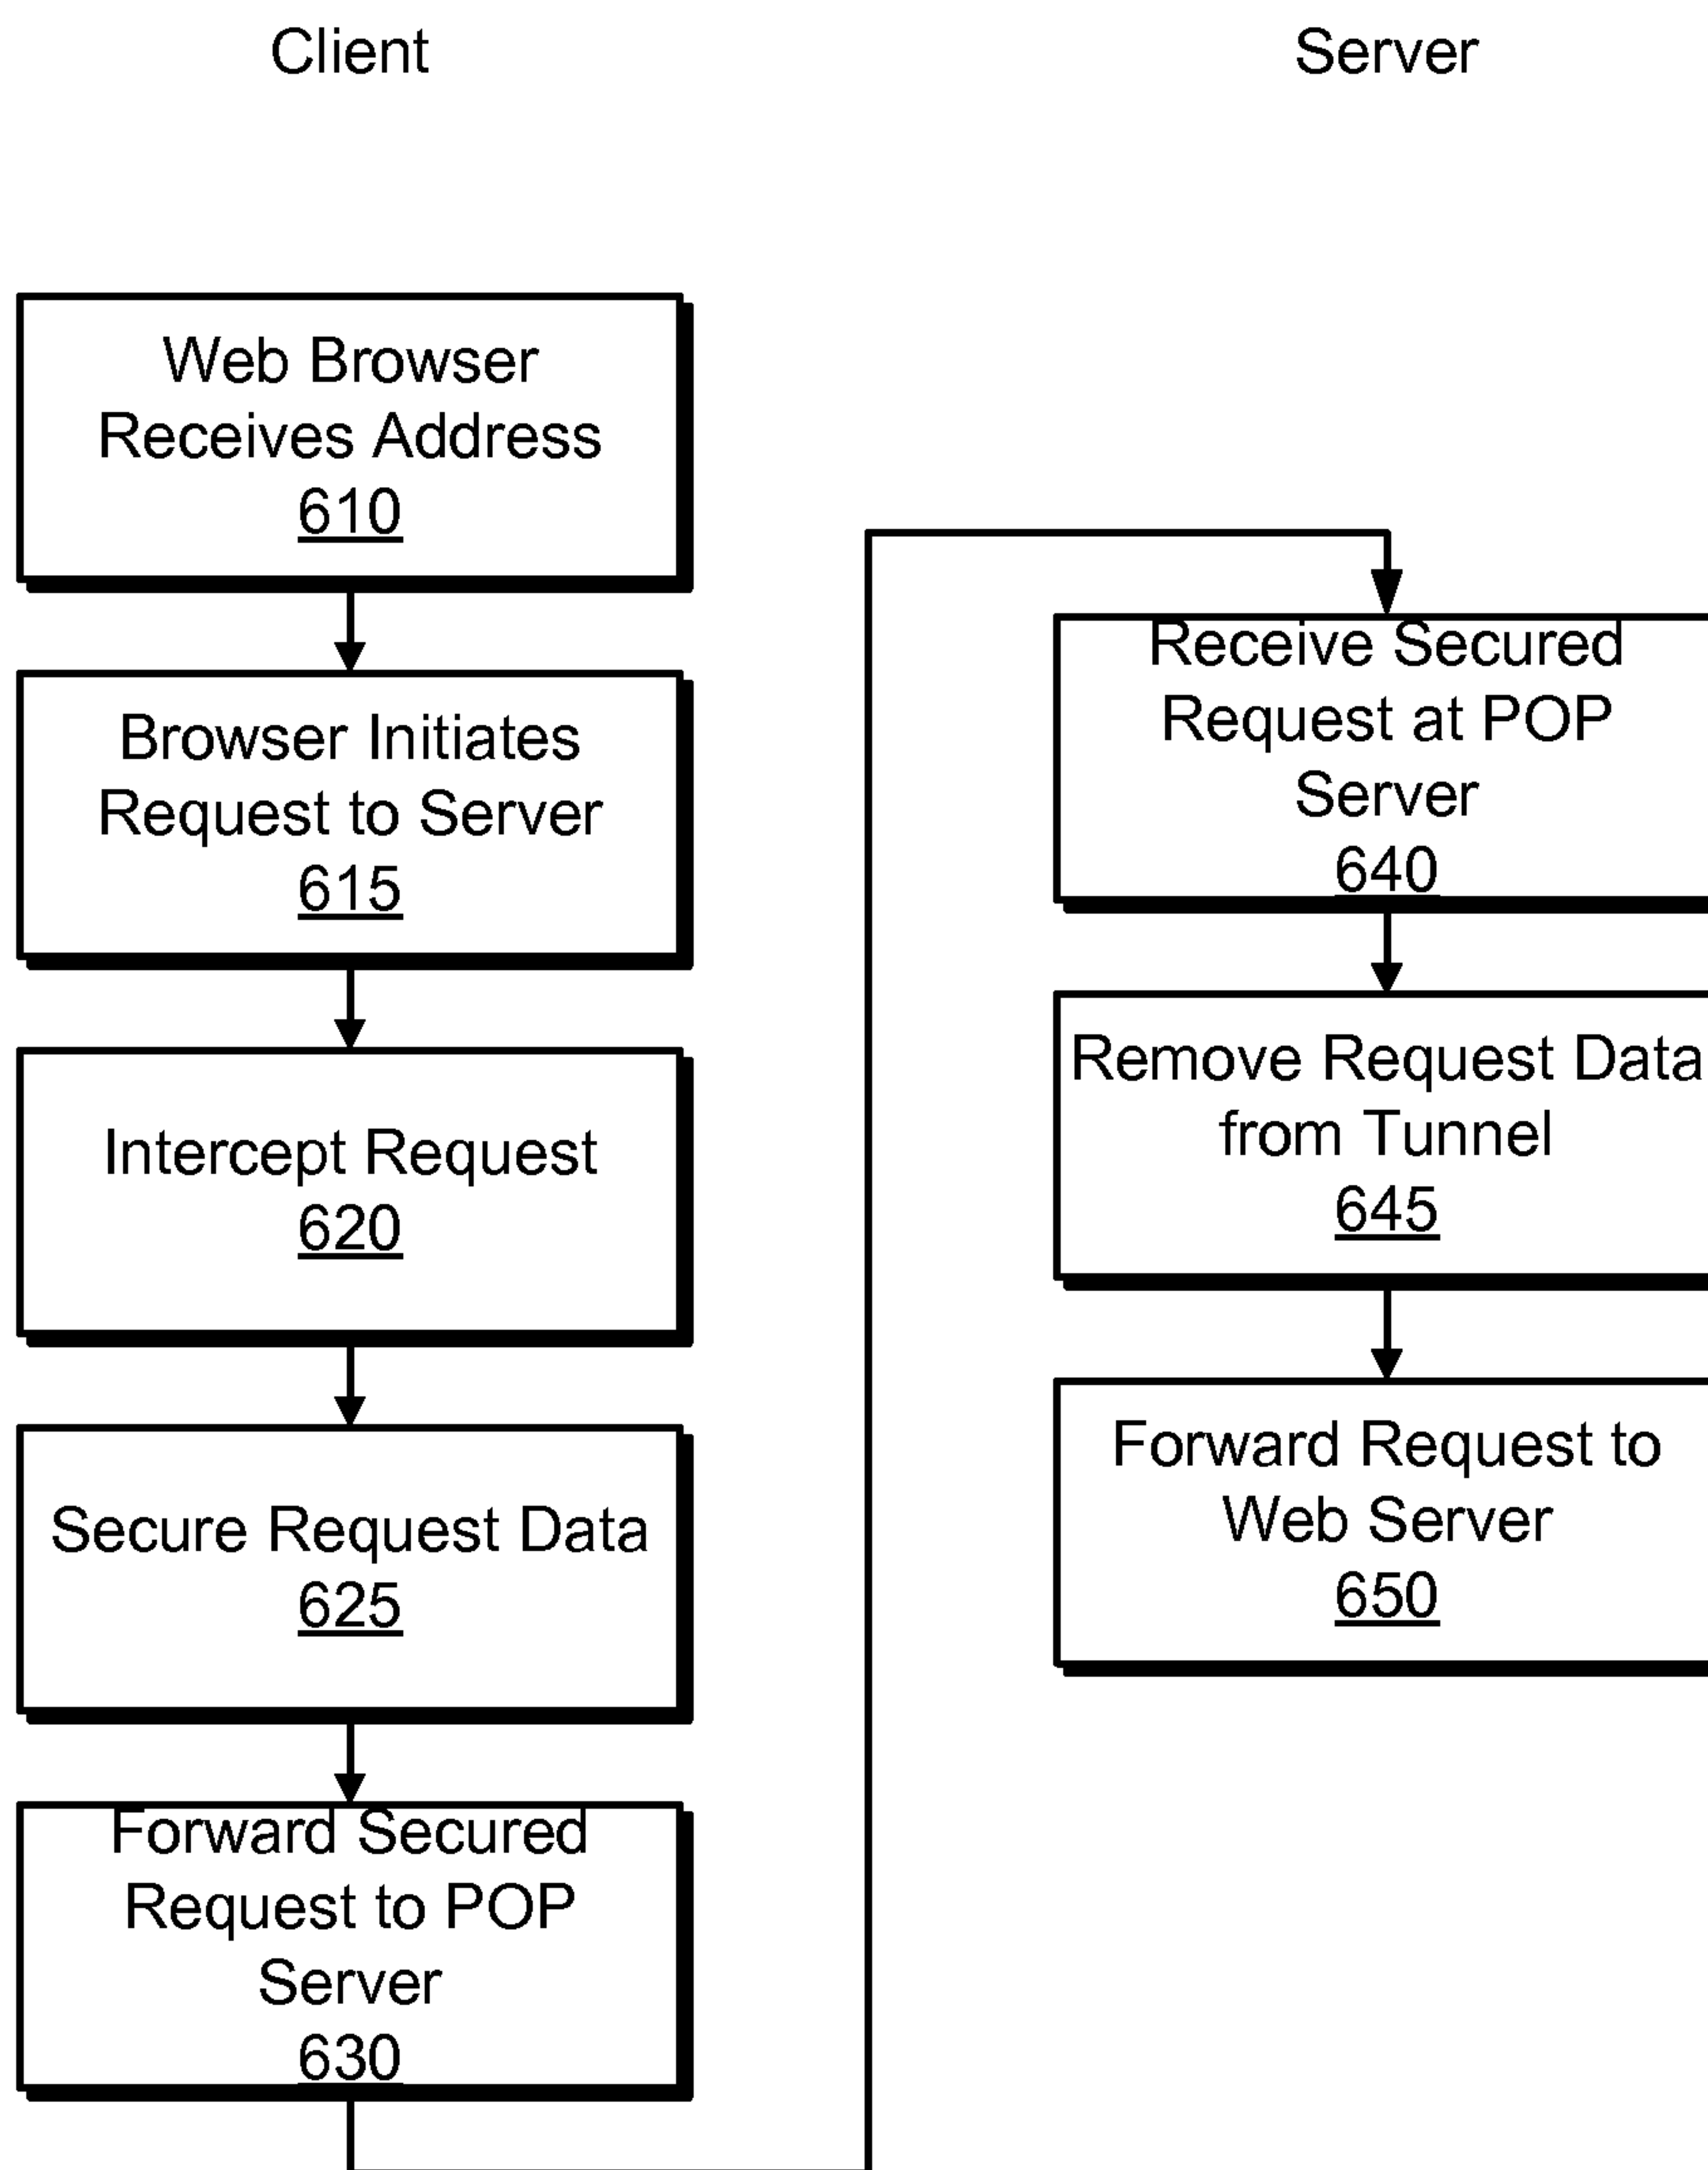 Client
Web Browser
Receives Address
610
Browser Initiates
Request to Server
615
Intercept Request
620
Secure Request Data
625
Forward Secured
Request to POP
Server
630
Server
Receive Secured
Request at POP
Server
640
Remove Request Data
from Tunnel
645
Forward Request to
Web Server
650